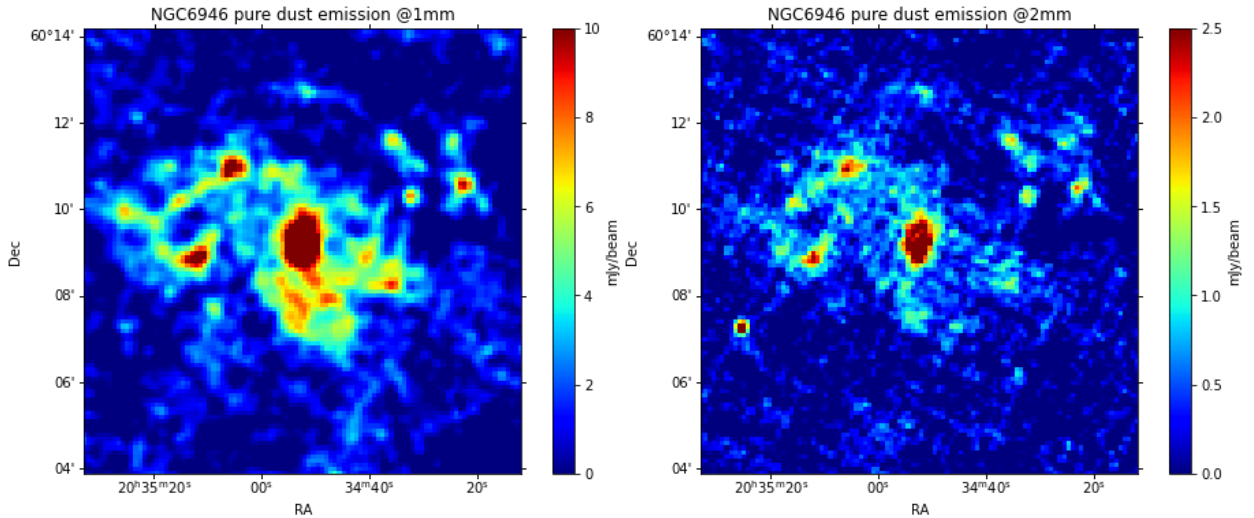 NGC6946 pure dust emission @1mm
60°14'
12'
10'
08'
06'
04'
Dec
20h35m20s
00s
34m40s
20s
RA
10
8
6
4
2
0
mJy/beam
NGC6946 pure dust emission @2mm
60°14'
12'
10'
08'
06'
04'
Dec
20h35m20s
00s
34m40s
20s
RA
2.5
2.0
1.5
1.0
0.5
0.0
mJy/beam